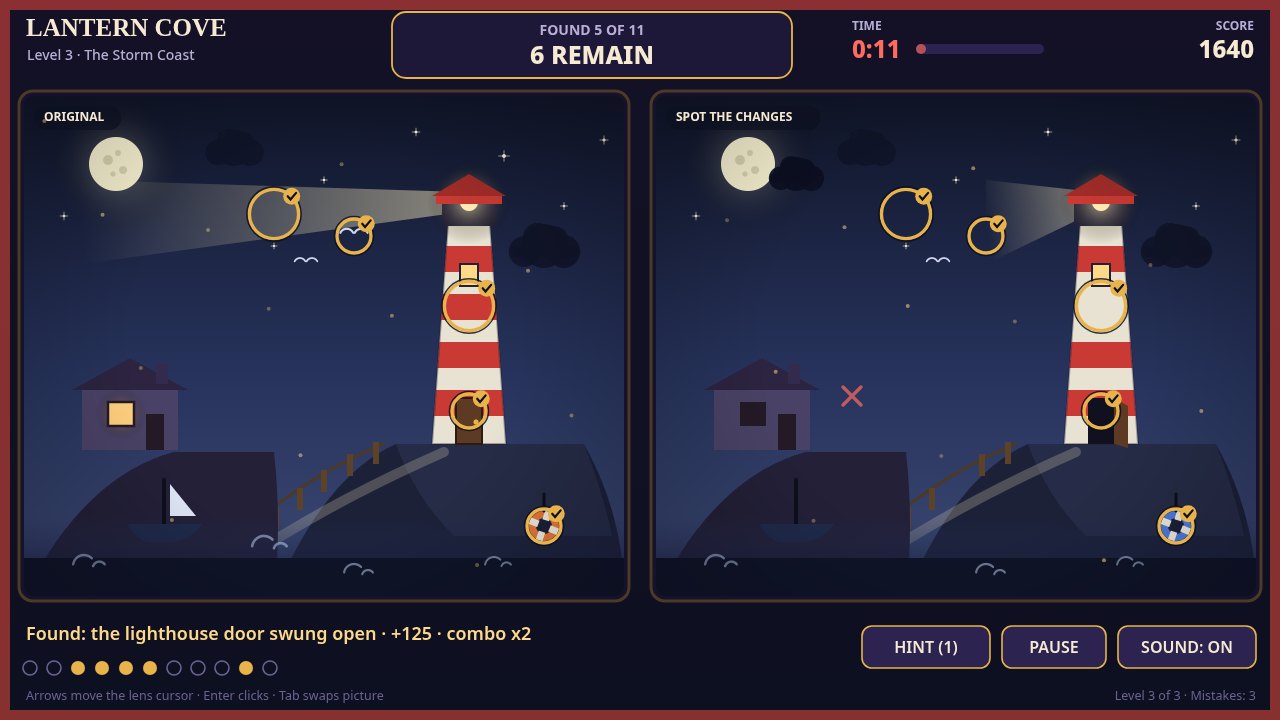 LANTERN COVE
Level 3 · The Storm Coast
FOUND 5 OF 11
6 REMAIN
TIME
0:11
SCORE
1640
ORIGINAL
SPOT THE CHANGES
Found: the lighthouse door swung open · +125 · combo x2
HINT (1)
PAUSE
SOUND: ON
Arrows move the lens cursor · Enter clicks · Tab swaps picture
Level 3 of 3 · Mistakes: 3